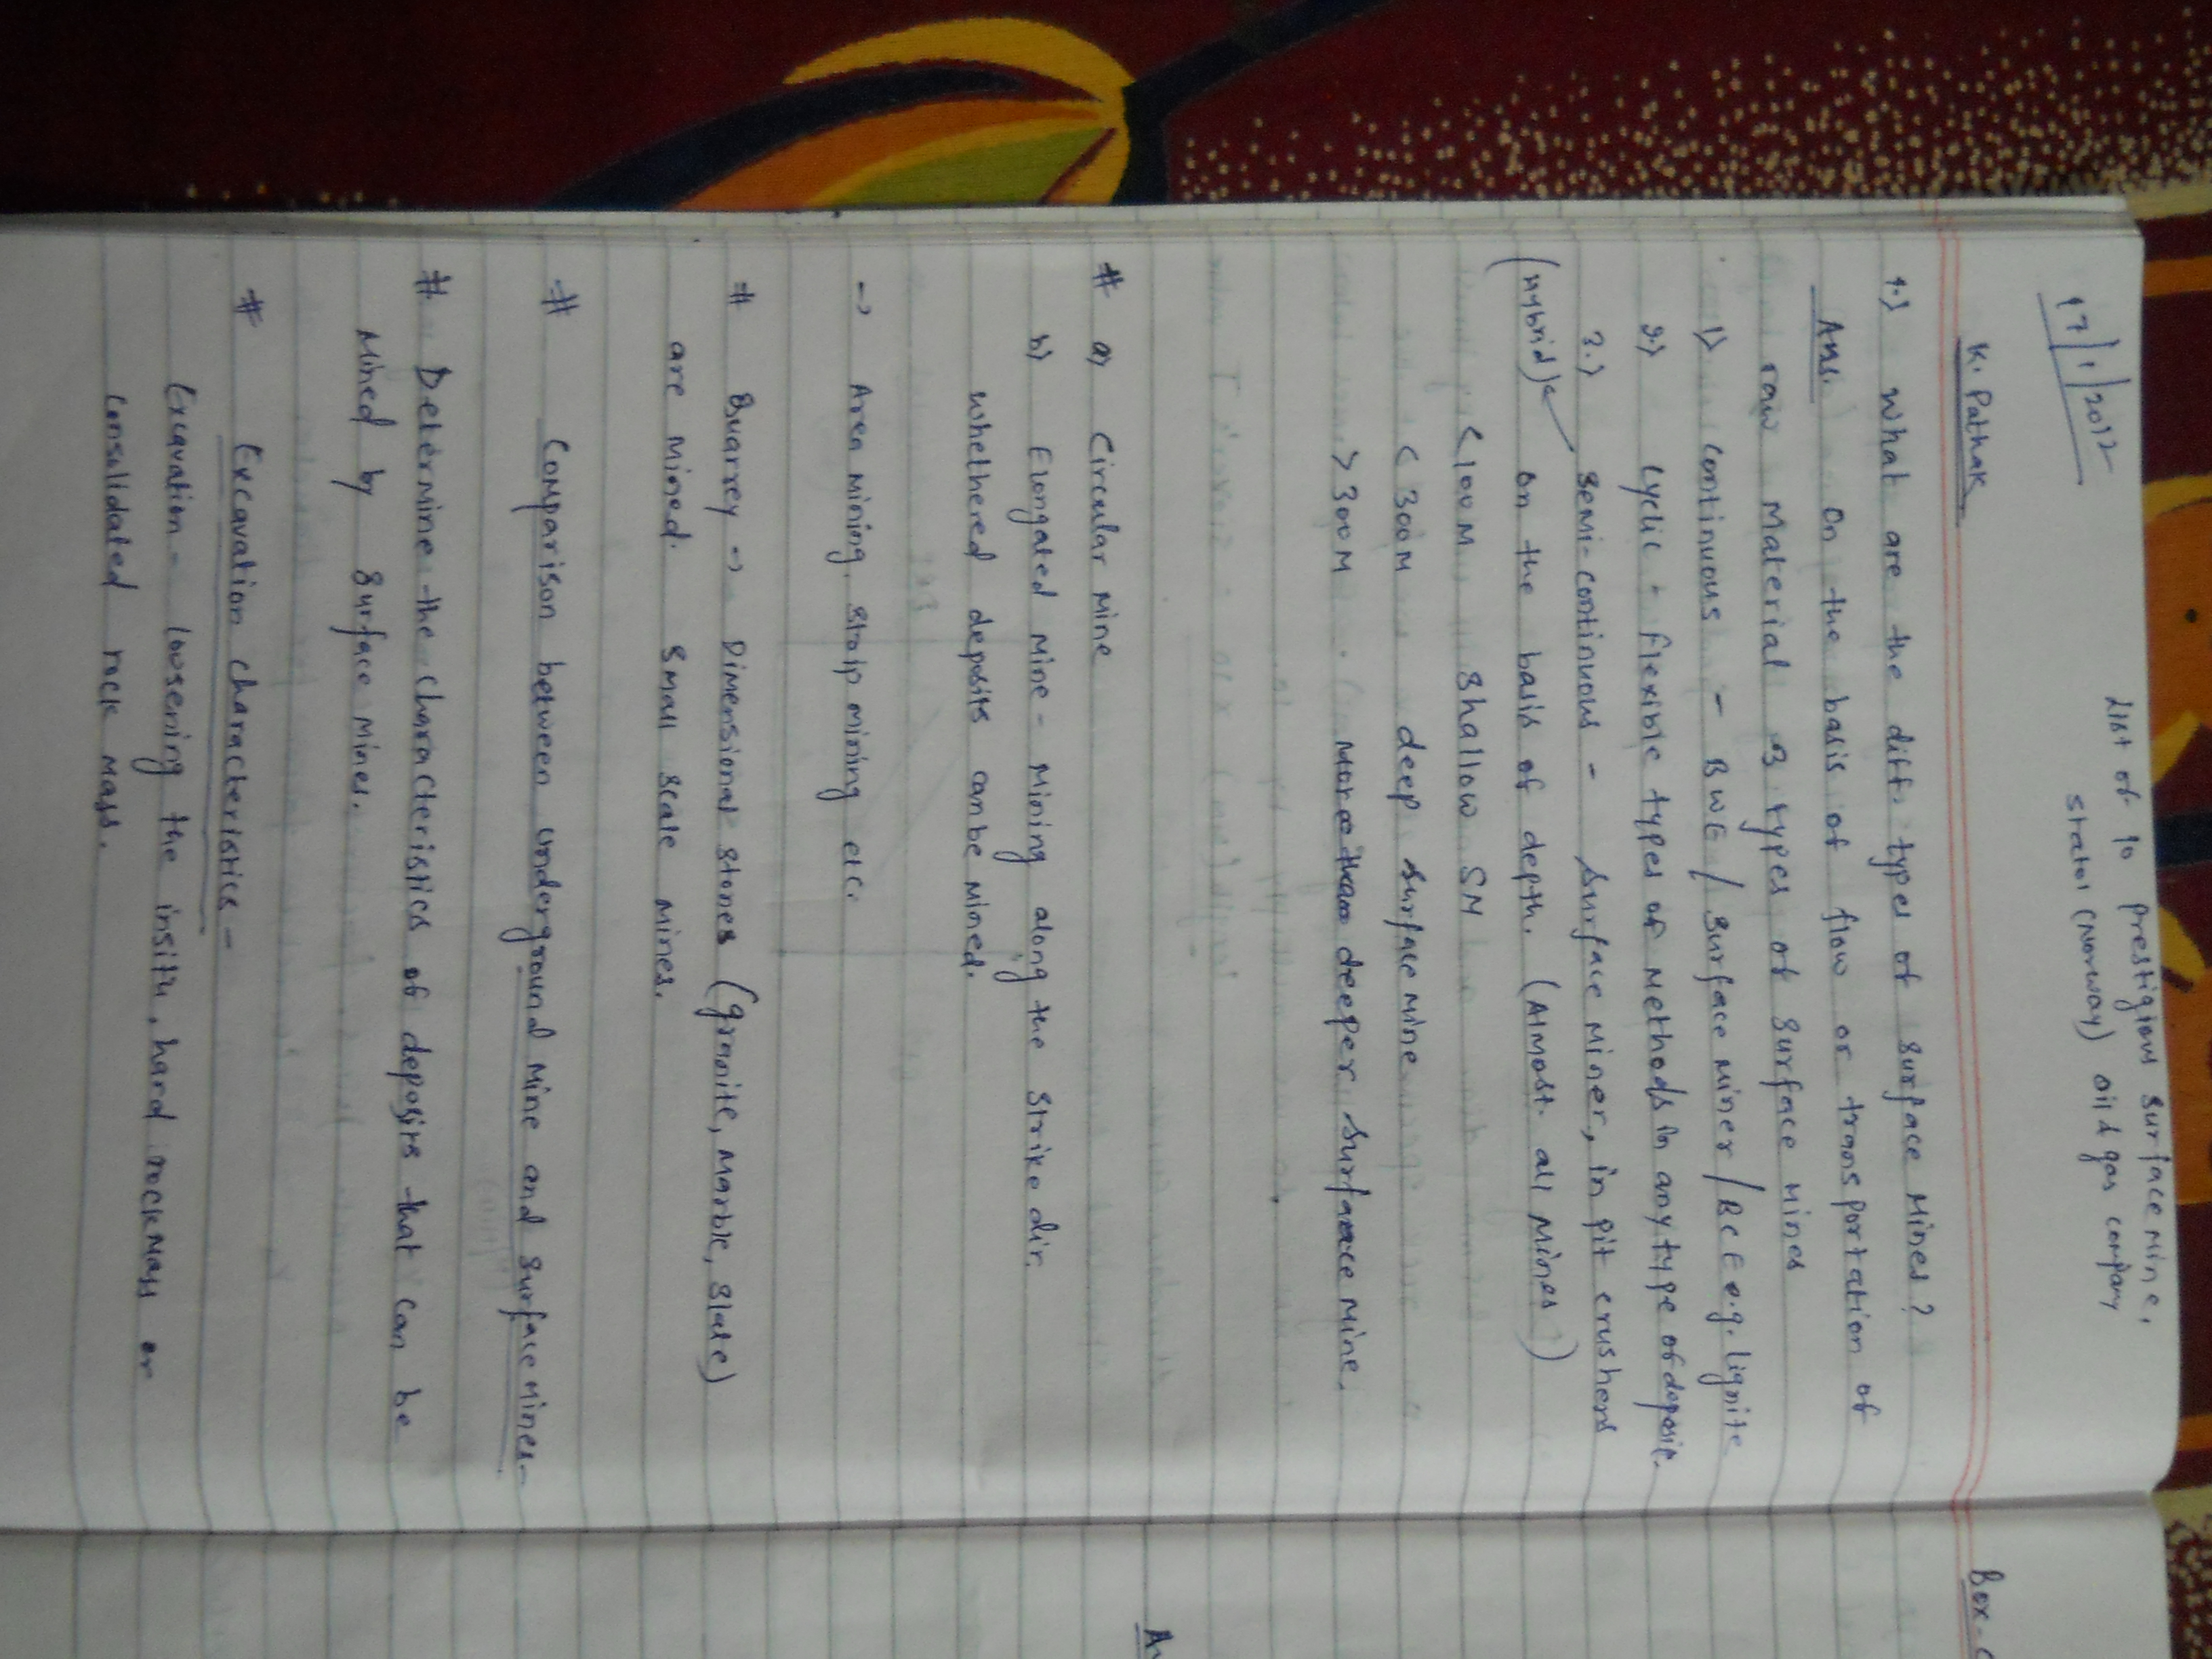 17/1/2012
List of 10 prestigious surface mine,
statoi (Norway) oil & gas company
K. Pathak
1.) What are the diff. types of surface mines?
Ans. On the basis of flow or transportation of
raw material 3 types of surface mines
1) continuous - BWE / surface miner / BCE e.g. lignite
2.) cyclic - flexible types of methods in any type of deposit.
3.) semi-continuous - surface miner, in pit crushers
(Hybrid) on the basis of depth. (Almost all mines)
<100m shallow SM
<300m deep surface mine
>300m more than deeper surface mine.
# a) Circular mine
b) Elongated mine - mining along the strike dir.
whethered deposits can be mined.
→ Area mining, strip mining etc.
# Quarrey → Dimensional stones (granite, marble, slate)
are mined. small scale mines.
# Comparison between underground mine and surface mines-
# Determine the characteristics of deposits that can be
mined by surface mines.
# Excavation characteristics -
Excavation - loosening the insitu, hard rockmass or
consolidated rock mass.
Box-